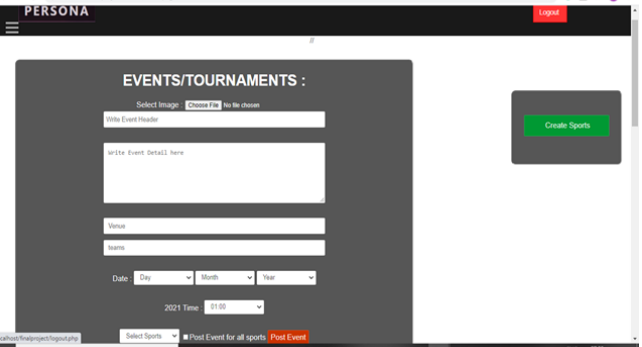 PERSONA
Logout
//
EVENTS/TOURNAMENTS :
Select Image : Choose File No file chosen
Write Event Header
Write Event Detail here
Create Sports
Venue
teams
Date : Day Month Year
2021 Time : 01:00
Select Sports Post Event for all sports Post Event
calhost/finalproject/logout.php